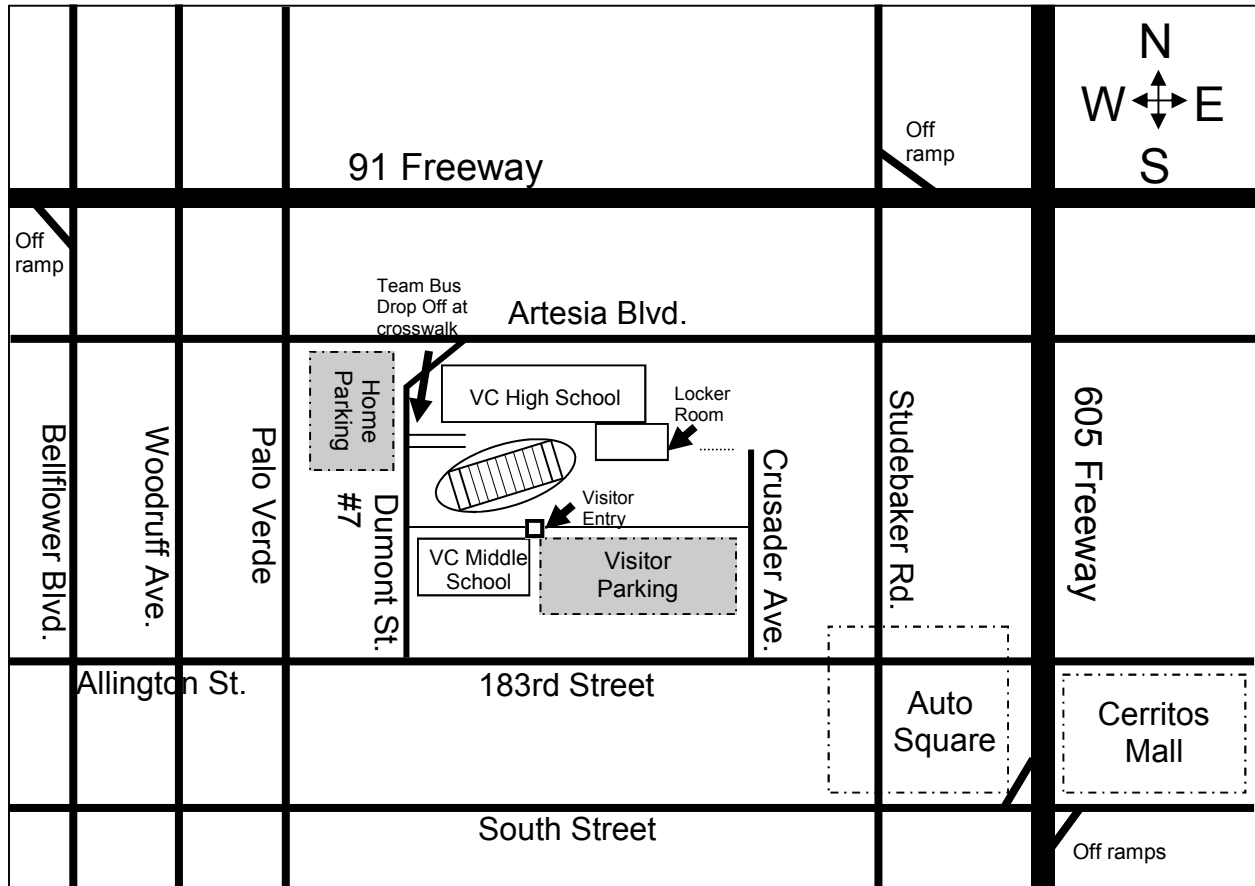 N
W E
S
Off
ramp
91 Freeway
Off
ramp
Team Bus
Drop Off at
crosswalk
Artesia Blvd.
Home
Parking
VC High School
Locker
Room
Bellflower Blvd.
Woodruff Ave.
Palo Verde
Dumont St.
#7
Visitor
Entry
VC Middle
School
Visitor
Parking
Crusader Ave.
Studebaker Rd.
605 Freeway
Allington St.
183rd Street
Auto
Square
Cerritos
Mall
South Street
Off ramps